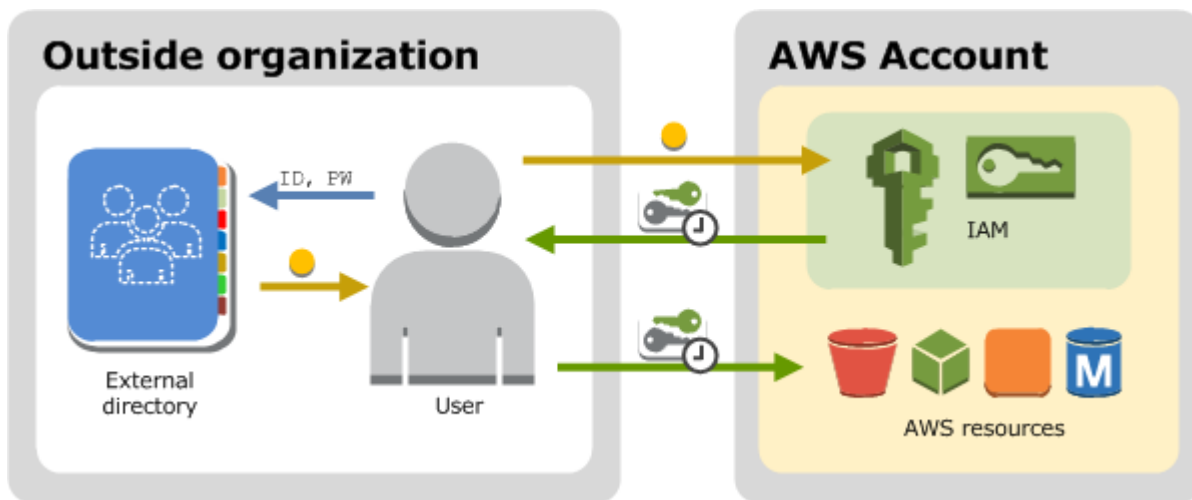 Outside organization
AWS Account
ID, PW
IAM
External
directory
User
M
AWS resources